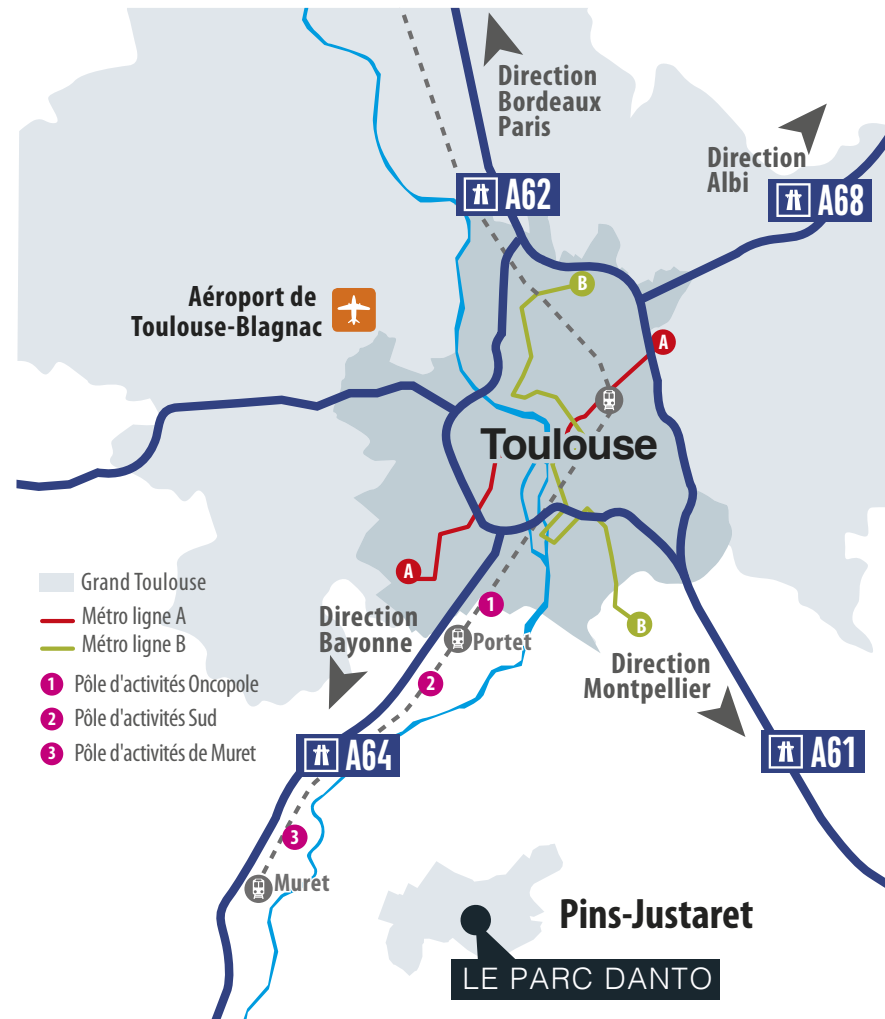 Direction
Bordeaux
Paris
Direction
Albi
A62
A68
B
Aéroport de
Toulouse-Blagnac
A
Toulouse
A
Grand Toulouse
Métro ligne A
Métro ligne B
1 Pôle d'activités Oncopole
2 Pôle d'activités Sud
3 Pôle d'activités de Muret
1
Direction
Bayonne
B
Portet
2
Direction
Montpellier
A64
A61
3
Muret
Pins-Justaret
LE PARC DANTO